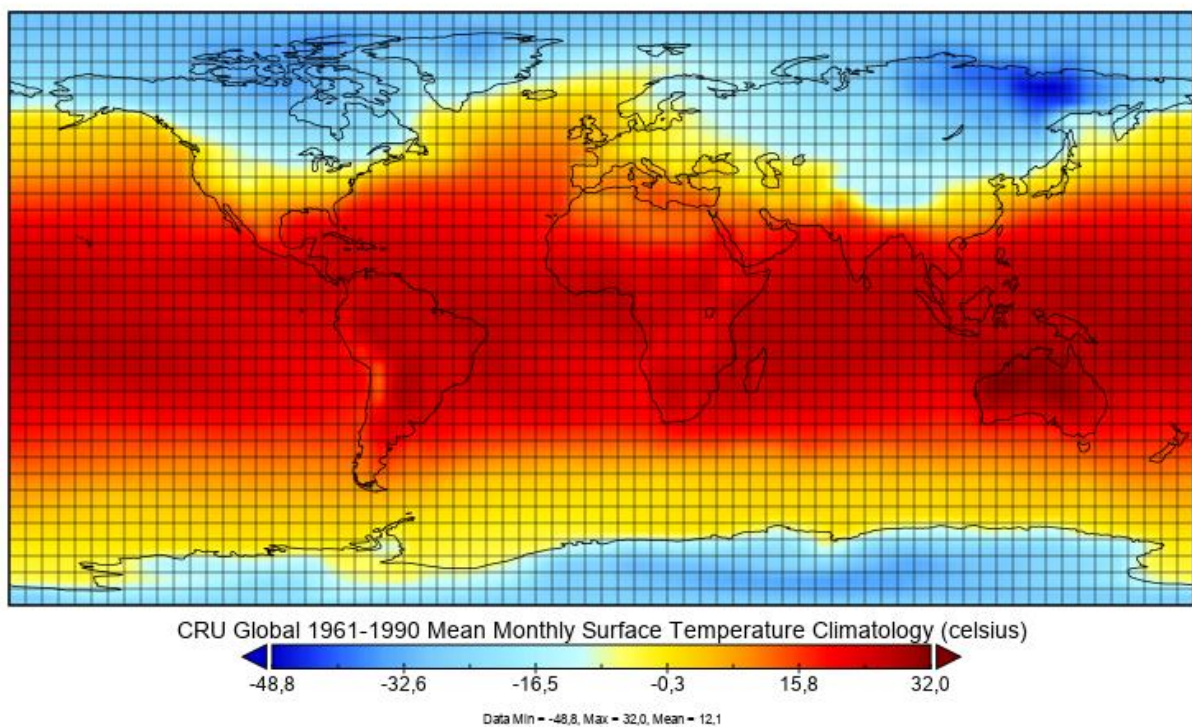 CRU Global 1961-1990 Mean Monthly Surface Temperature Climatology (celsius)
-48,8 -32,6 -16,5 -0,3 15,8 32,0
Data Min = -48,8, Max = 32,0, Mean = 12,1